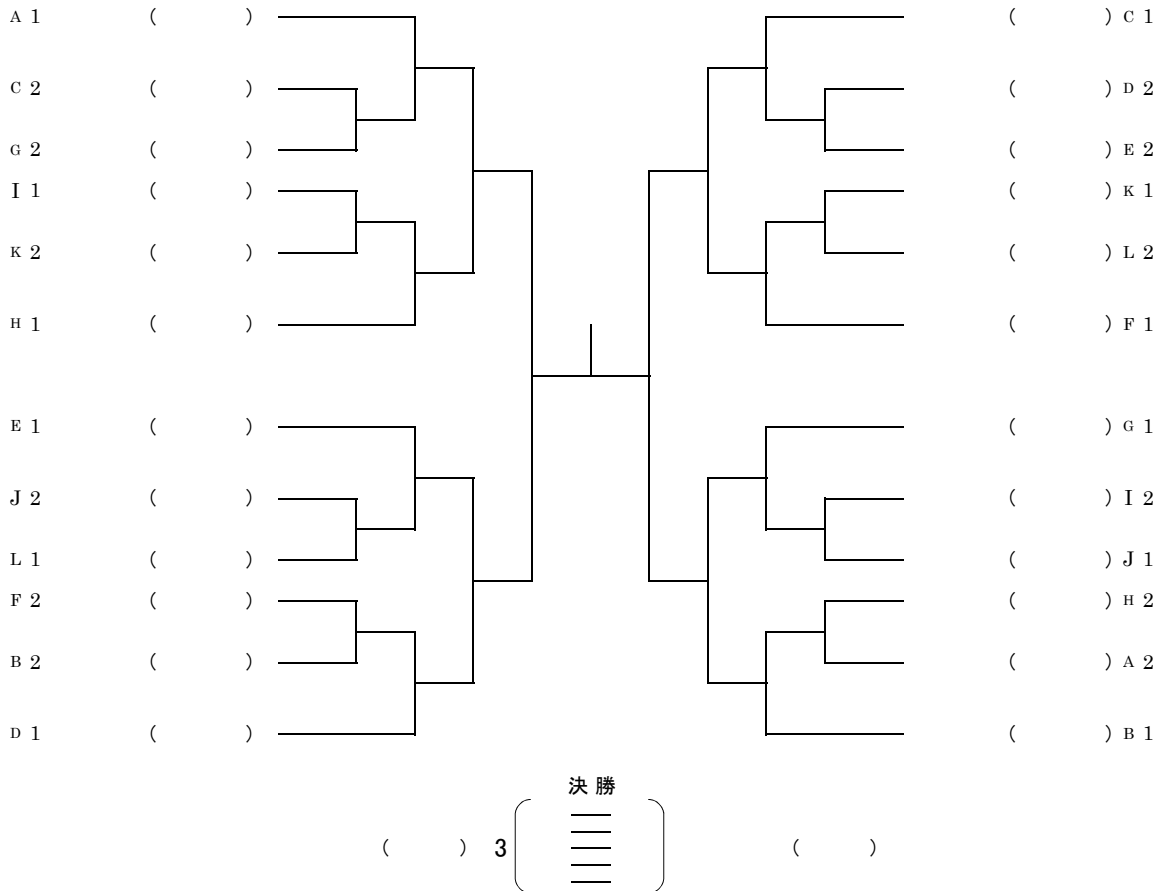 A 1 ( ) ( ) C 1
C 2 ( ) ( ) D 2
G 2 ( ) ( ) E 2
I 1 ( ) ( ) K 1
K 2 ( ) ( ) L 2
H 1 ( ) ( ) F 1
E 1 ( ) ( ) G 1
J 2 ( ) ( ) I 2
L 1 ( ) ( ) J 1
F 2 ( ) ( ) H 2
B 2 ( ) ( ) A 2
D 1 ( ) ( ) B 1
決 勝
( ) 3 ( )